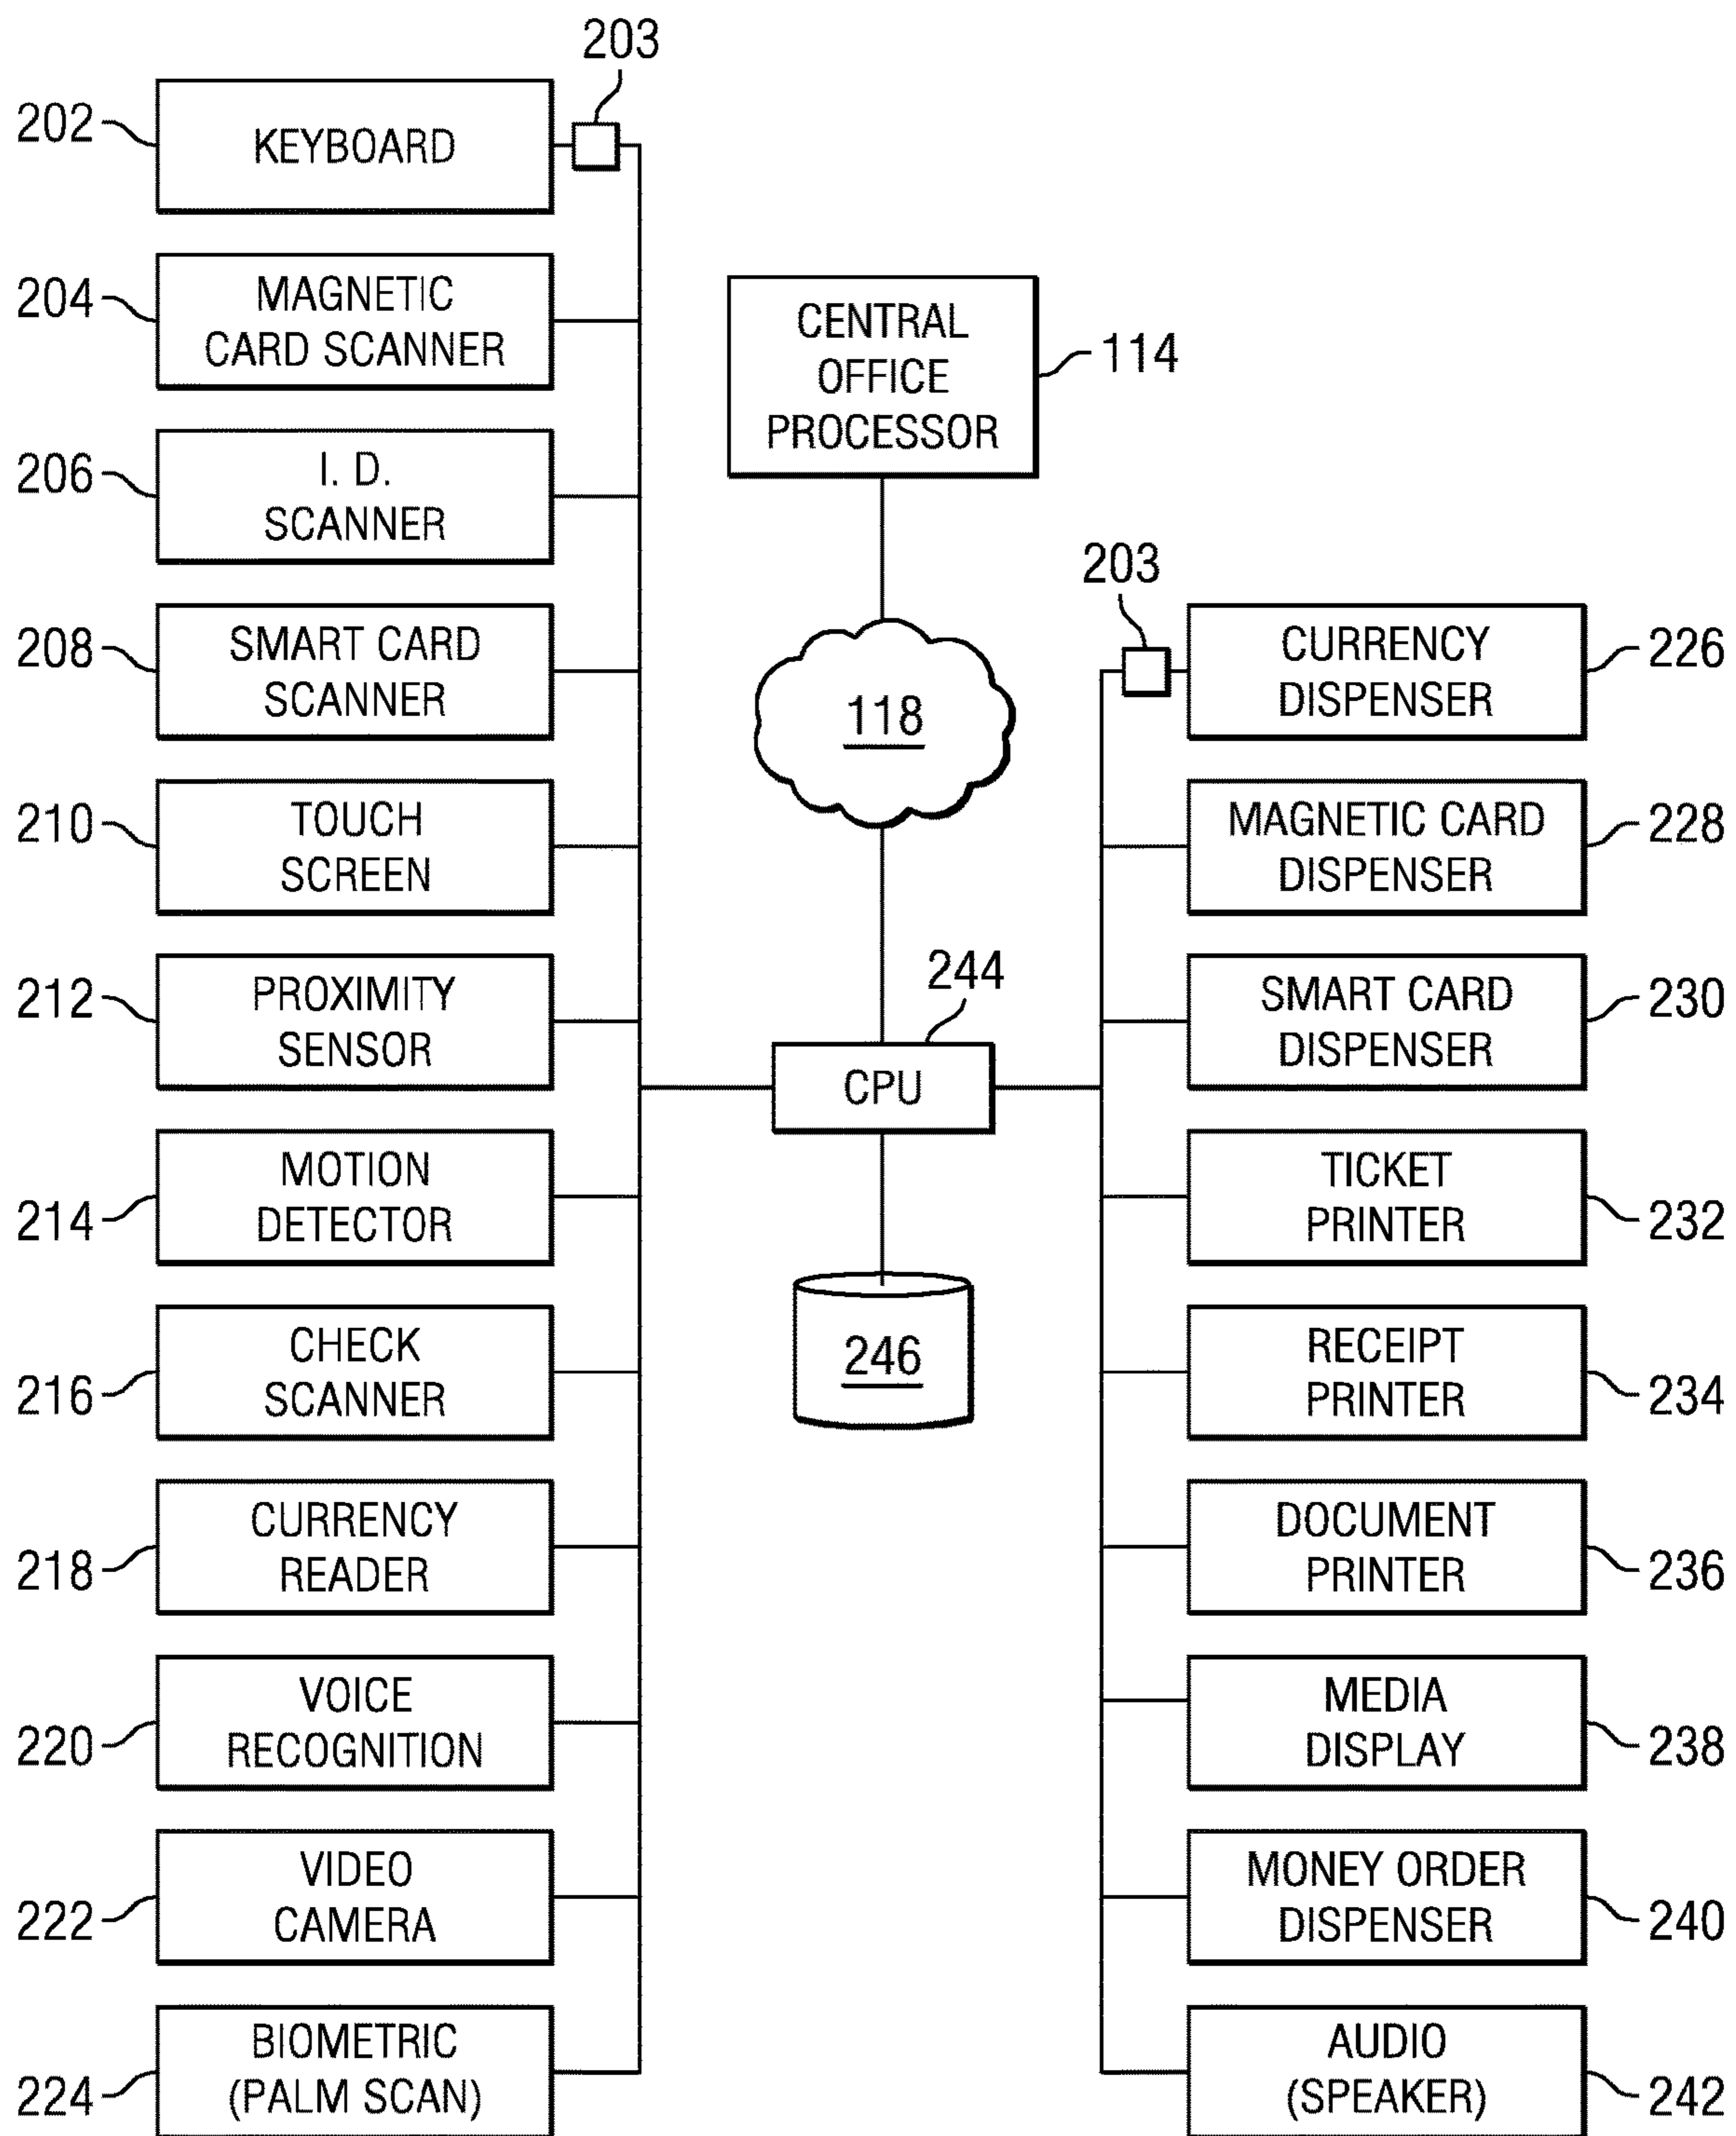 203
202
KEYBOARD
204
MAGNETIC
CARD SCANNER
206
I. D.
SCANNER
208
SMART CARD
SCANNER
210
TOUCH
SCREEN
212
PROXIMITY
SENSOR
214
MOTION
DETECTOR
216
CHECK
SCANNER
218
CURRENCY
READER
220
VOICE
RECOGNITION
222
VIDEO
CAMERA
224
BIOMETRIC
(PALM SCAN)
CENTRAL
OFFICE
PROCESSOR
114
118
244
CPU
246
203
CURRENCY
DISPENSER
226
MAGNETIC CARD
DISPENSER
228
SMART CARD
DISPENSER
230
TICKET
PRINTER
232
RECEIPT
PRINTER
234
DOCUMENT
PRINTER
236
MEDIA
DISPLAY
238
MONEY ORDER
DISPENSER
240
AUDIO
(SPEAKER)
242